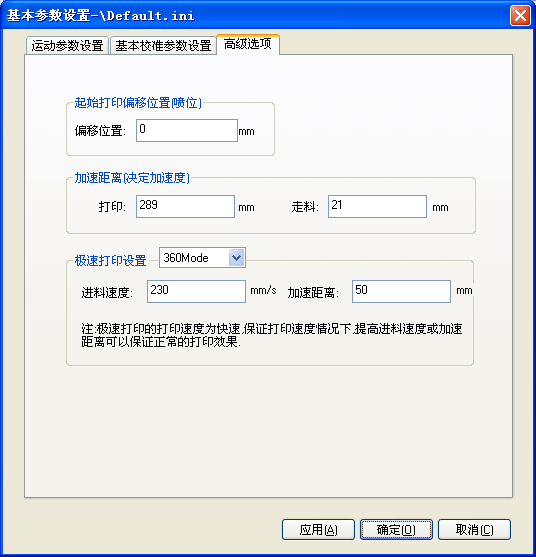 基本参数设置-\Default.ini
运动参数设置 基本校准参数设置 高级选项
起始打印偏移位置(喷位)
偏移位置: 0 mm
加速距离(决定加速度)
打印: 289 mm 走料: 21 mm
极速打印设置 360Mode
进料速度: 230 mm/s 加速距离: 50 mm
注:极速打印的打印速度为快速,保证打印速度情况下,提高进料速度或加速
距离可以保证正常的打印效果.
应用(A) 确定(O) 取消(C)